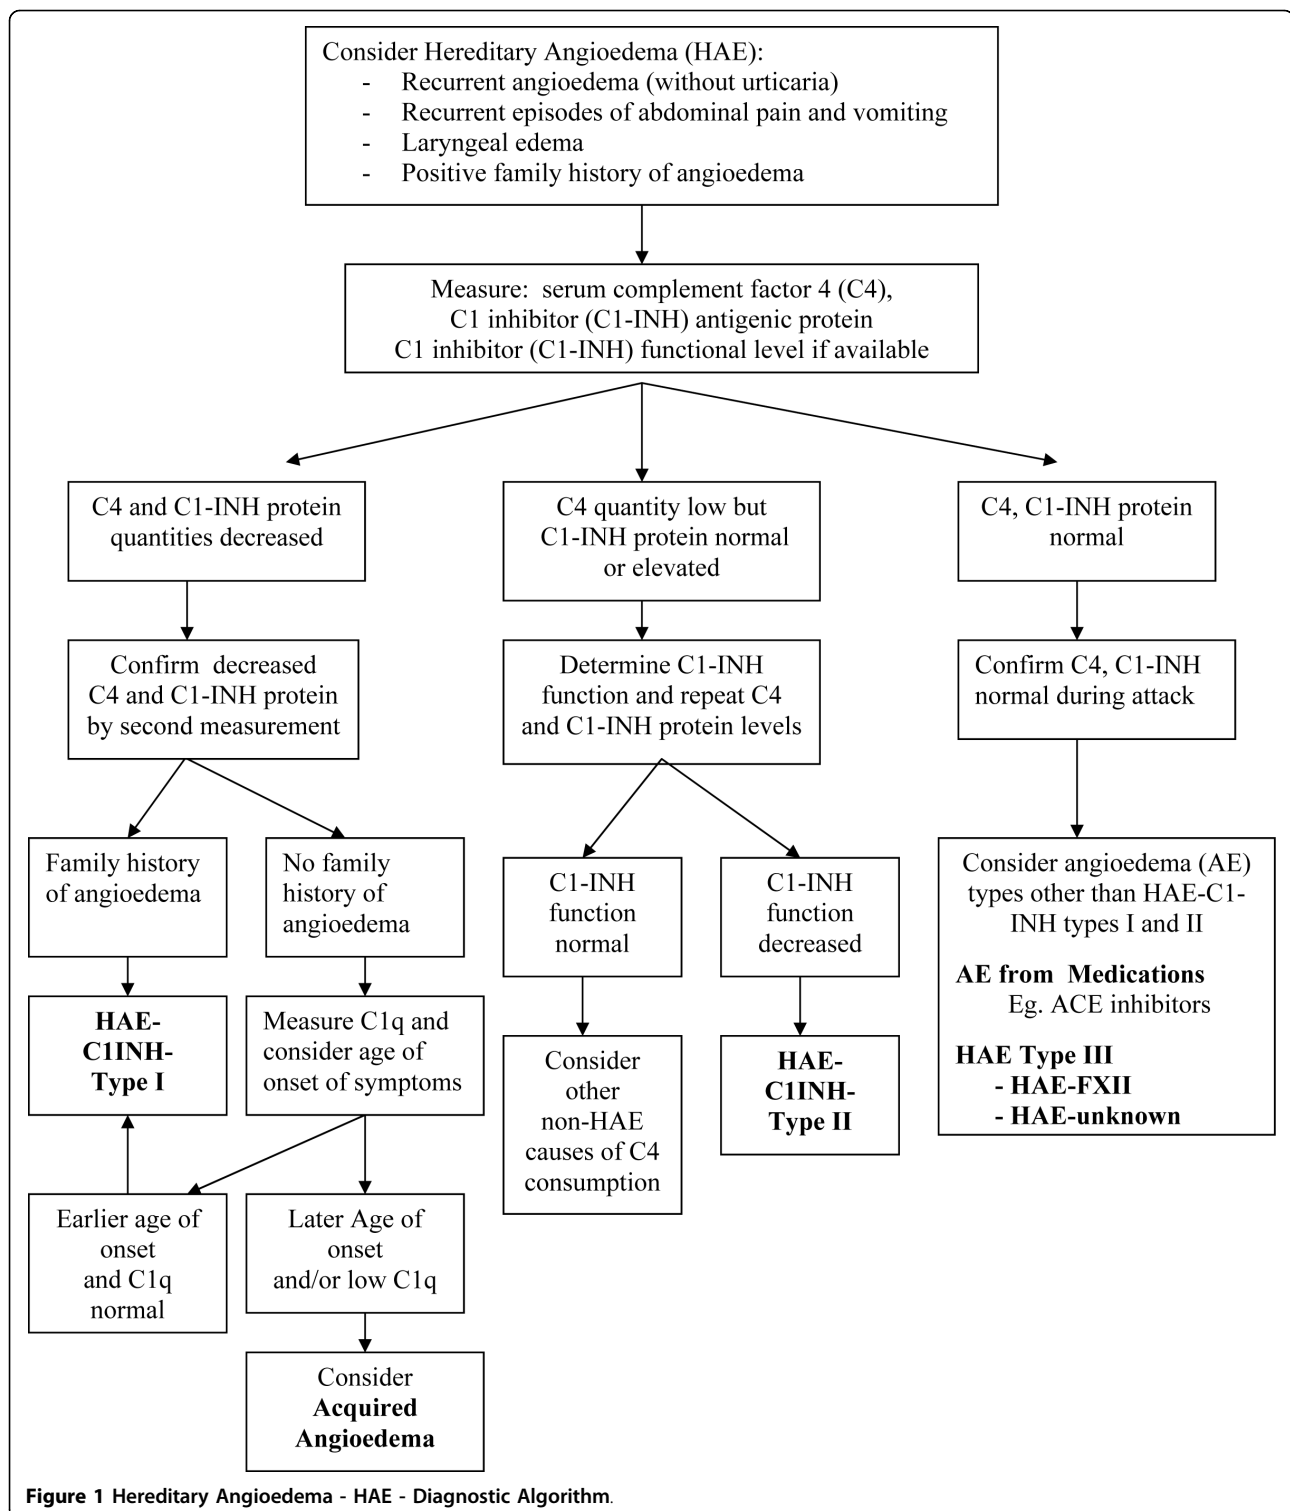 Consider Hereditary Angioedema (HAE):
- Recurrent angioedema (without urticaria)
- Recurrent episodes of abdominal pain and vomiting
- Laryngeal edema
- Positive family history of angioedema
Measure: serum complement factor 4 (C4),
C1 inhibitor (C1-INH) antigenic protein
C1 inhibitor (C1-INH) functional level if available
C4 and C1-INH protein
quantities decreased
C4 quantity low but
C1-INH protein normal
or elevated
C4, C1-INH protein
normal
Confirm decreased
C4 and C1-INH protein
by second measurement
Determine C1-INH
function and repeat C4
and C1-INH protein levels
Confirm C4, C1-INH
normal during attack
Family history
of angioedema
No family
history of
angioedema
C1-INH
function
normal
C1-INH
function
decreased
Consider angioedema (AE)
types other than HAE-C1-
INH types I and II
AE from Medications
Eg. ACE inhibitors
HAE Type III
- HAE-FXII
- HAE-unknown
HAE-
C1INH-
Type I
Measure C1q and
consider age of
onset of symptoms
Consider
other
non-HAE
causes of C4
consumption
HAE-
C1INH-
Type II
Earlier age of
onset
and C1q
normal
Later Age of
onset
and/or low C1q
Consider
Acquired
Angioedema
Figure 1 Hereditary Angioedema - HAE - Diagnostic Algorithm.